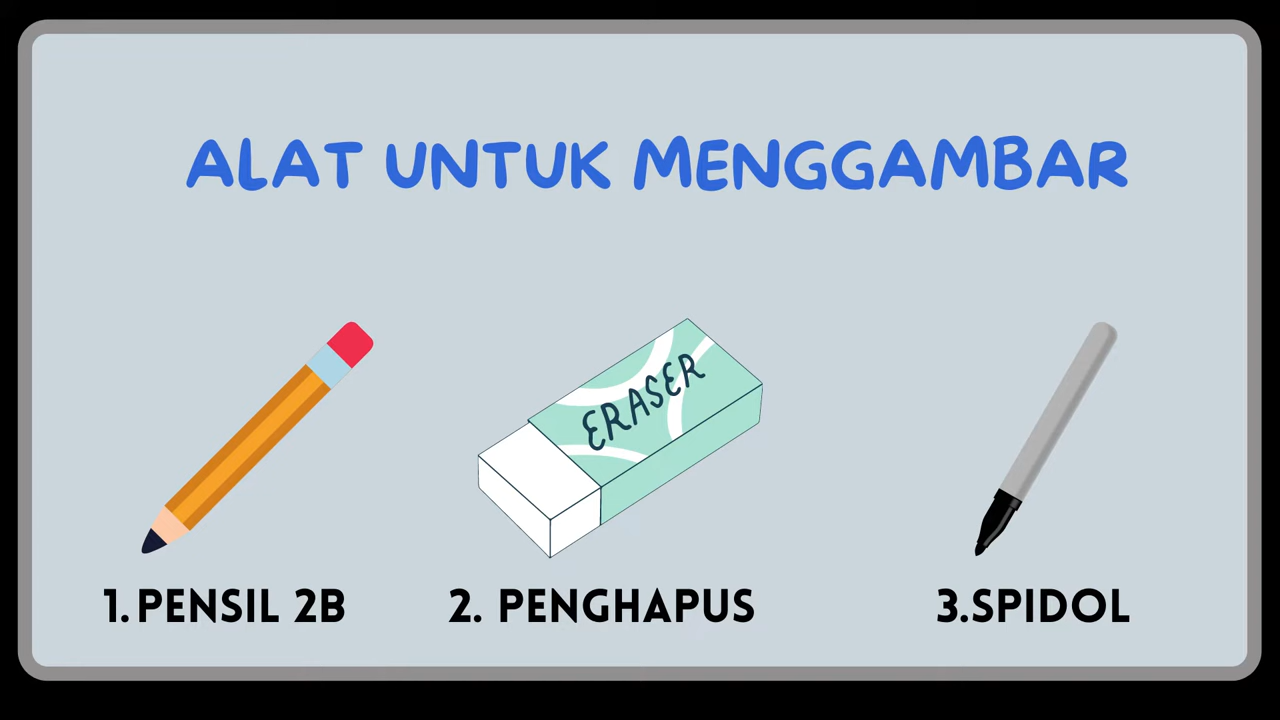 ALAT UNTUK MENGGAMBAR
ERASER
1. PENSIL 2B
2. PENGHAPUS
3.SPIDOL